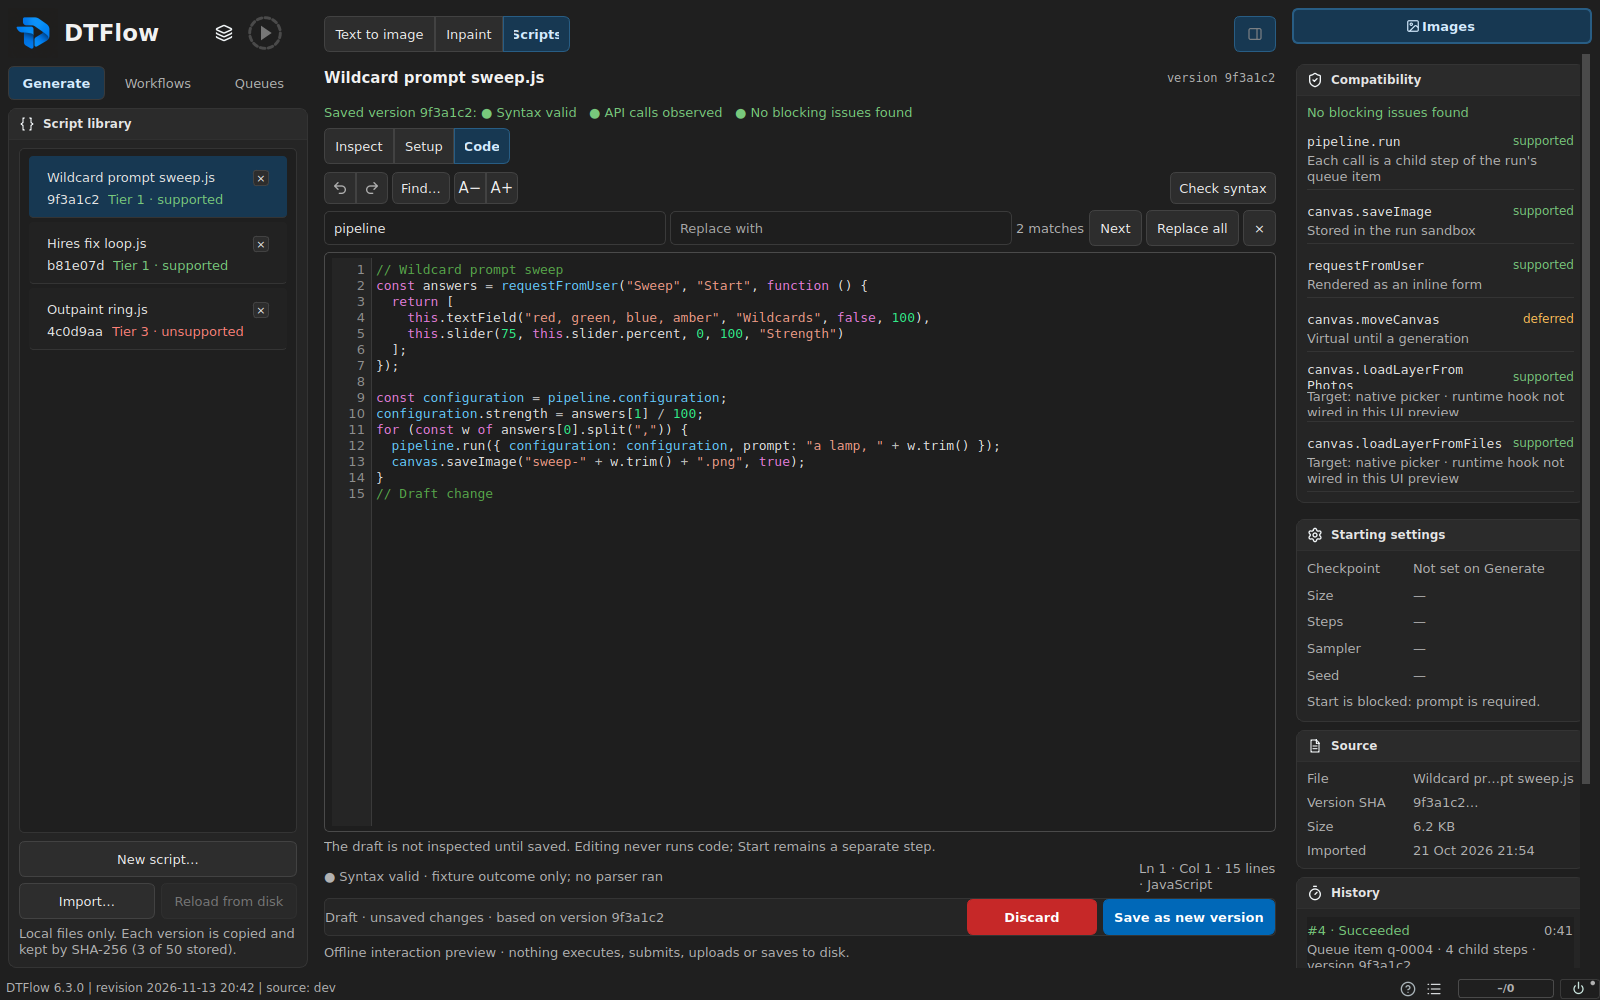 DTFlow
Generate
Workflows
Queues
Script library
Wildcard prompt sweep.js
9f3a1c2 Tier 1 · supported
Hires fix loop.js
b81e07d Tier 1 · supported
Outpaint ring.js
4c0d9aa Tier 3 · unsupported
New script...
Import...
Reload from disk
Local files only. Each version is copied and
kept by SHA-256 (3 of 50 stored).
Text to image
Inpaint
Scripts
Wildcard prompt sweep.js
version 9f3a1c2
Saved version 9f3a1c2: ● Syntax valid ● API calls observed ● No blocking issues found
Inspect
Setup
Code
Find...
A−
A+
Check syntax
pipeline
Replace with
2 matches
Next
Replace all
×
1 // Wildcard prompt sweep
2 const answers = requestFromUser("Sweep", "Start", function () {
3 return [
4 this.textField("red, green, blue, amber", "Wildcards", false, 100),
5 this.slider(75, this.slider.percent, 0, 100, "Strength")
6 ];
7 });
8
9 const configuration = pipeline.configuration;
10 configuration.strength = answers[1] / 100;
11 for (const w of answers[0].split(",")) {
12 pipeline.run({ configuration: configuration, prompt: "a lamp, " + w.trim() });
13 canvas.saveImage("sweep-" + w.trim() + ".png", true);
14 }
15 // Draft change
The draft is not inspected until saved. Editing never runs code; Start remains a separate step.
● Syntax valid · fixture outcome only; no parser ran
Ln 1 · Col 1 · 15 lines
· JavaScript
Draft · unsaved changes · based on version 9f3a1c2
Discard
Save as new version
Offline interaction preview · nothing executes, submits, uploads or saves to disk.
Images
Compatibility
No blocking issues found
pipeline.run supported
Each call is a child step of the run's
queue item
canvas.saveImage supported
Stored in the run sandbox
requestFromUser supported
Rendered as an inline form
canvas.moveCanvas deferred
Virtual until a generation
canvas.loadLayerFrom
Photos supported
Target: native picker · runtime hook not
wired in this UI preview
canvas.loadLayerFromFiles supported
Target: native picker · runtime hook not
wired in this UI preview
Starting settings
Checkpoint Not set on Generate
Size —
Steps —
Sampler —
Seed —
Start is blocked: prompt is required.
Source
File Wildcard pr...pt sweep.js
Version SHA 9f3a1c2...
Size 6.2 KB
Imported 21 Oct 2026 21:54
History
#4 · Succeeded 0:41
Queue item q-0004 · 4 child steps ·
version 9f3a1c2
DTFlow 6.3.0 | revision 2026-11-13 20:42 | source: dev
–/0